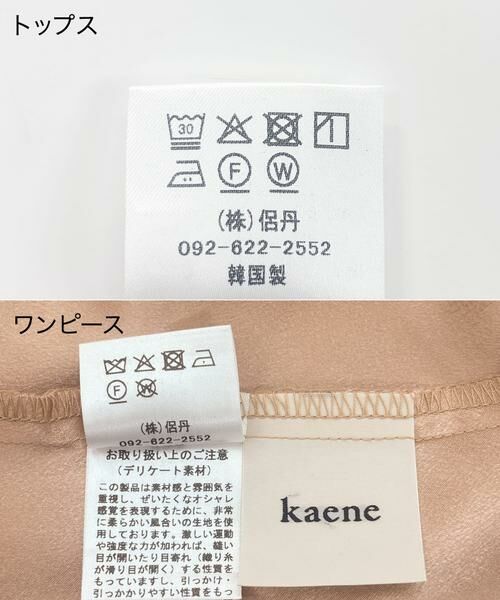 トップス
30
F W
(株)侶丹
092-622-2552
韓国製
ワンピース
F W
(株)侶丹
092-622-2552
お取り扱い上のご注意
(デリケート素材)
この製品は素材感と雰囲気を
重視し、ぜいたくなオシャレ
感覚を表現するために、非常
に柔らかい風合いの生地を使
用しております。激しい運動
や強度な力が加われば、縫い
目が開いたり目寄れ(織り糸
が滑り目が開く)する性質を
もっていますし、引っかけ・
引っかかりやすい性質をもっ
kaene